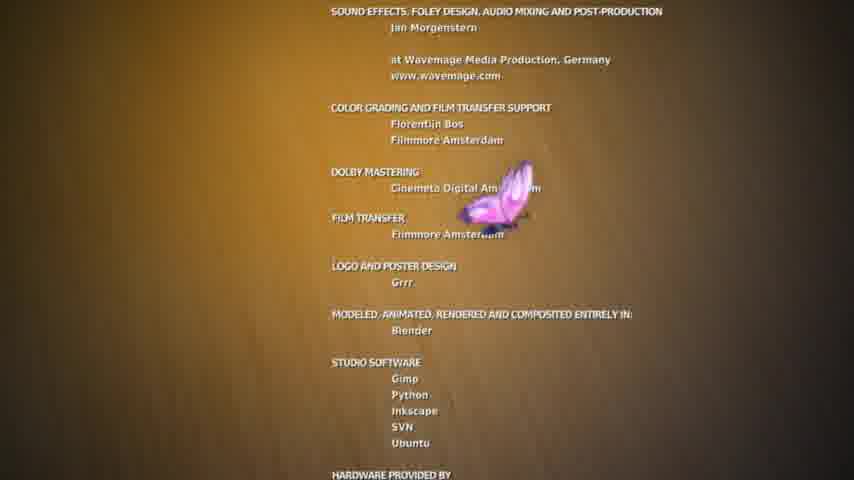 SOUND EFFECTS, FOLEY DESIGN, AUDIO MIXING AND POST-PRODUCTION
Jan Morgenstern
at Wavemage Media Production, Germany
www.wavemage.com
COLOR GRADING AND FILM TRANSFER SUPPORT
Florentijn Bos
Filmmore Amsterdam
DOLBY MASTERING
Cinemeta Digital
FILM TRANSFER
Filmmore Amsterdam
LOGO AND POSTER DESIGN
Grrr
MODELED, ANIMATED, RENDERED AND COMPOSITED ENTIRELY IN:
Blender
STUDIO SOFTWARE
Gimp
Python
Inkscape
SVN
Ubuntu
HARDWARE PROVIDED BY